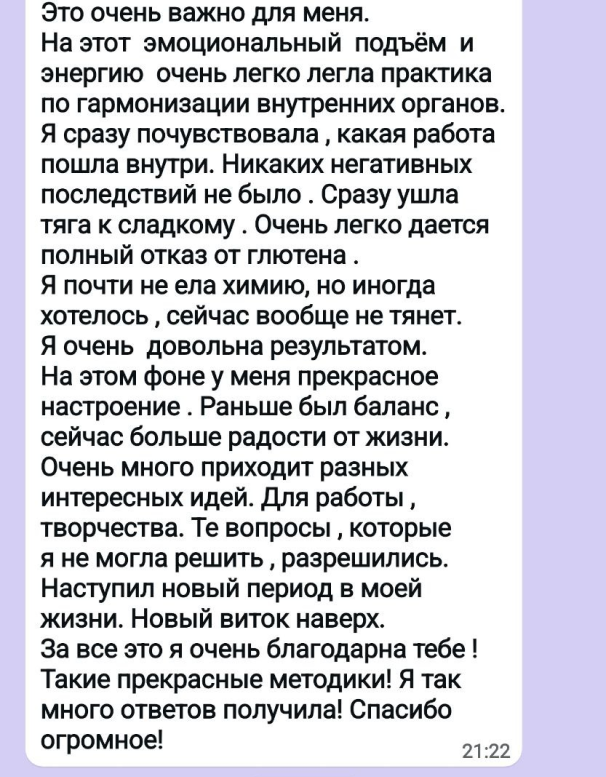 Это очень важно для меня.
На этот эмоциональный подъём и
энергию очень легко легла практика
по гармонизации внутренних органов.
Я сразу почувствовала , какая работа
пошла внутри. Никаких негативных
последствий не было . Сразу ушла
тяга к сладкому . Очень легко дается
полный отказ от глютена .
Я почти не ела химию, но иногда
хотелось , сейчас вообще не тянет.
Я очень довольна результатом.
На этом фоне у меня прекрасное
настроение . Раньше был баланс ,
сейчас больше радости от жизни.
Очень много приходит разных
интересных идей. Для работы ,
творчества. Те вопросы , которые
я не могла решить , разрешились.
Наступил новый период в моей
жизни. Новый виток наверх.
За все это я очень благодарна тебе !
Такие прекрасные методики! Я так
много ответов получила! Спасибо
огромное!
21:22